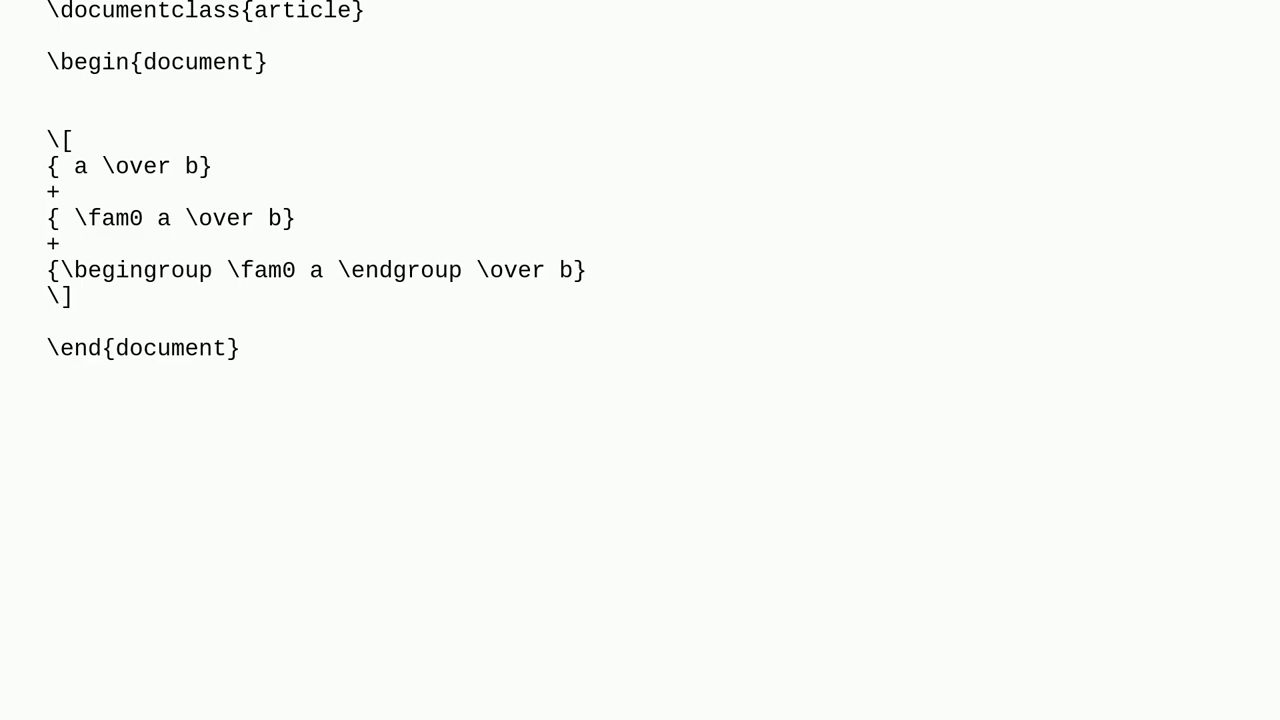 \documentclass{article}
\begin{document}
\[
{ a \over b}
+
{ \fam0 a \over b}
+
{\begingroup \fam0 a \endgroup \over b}
\]
\end{document}